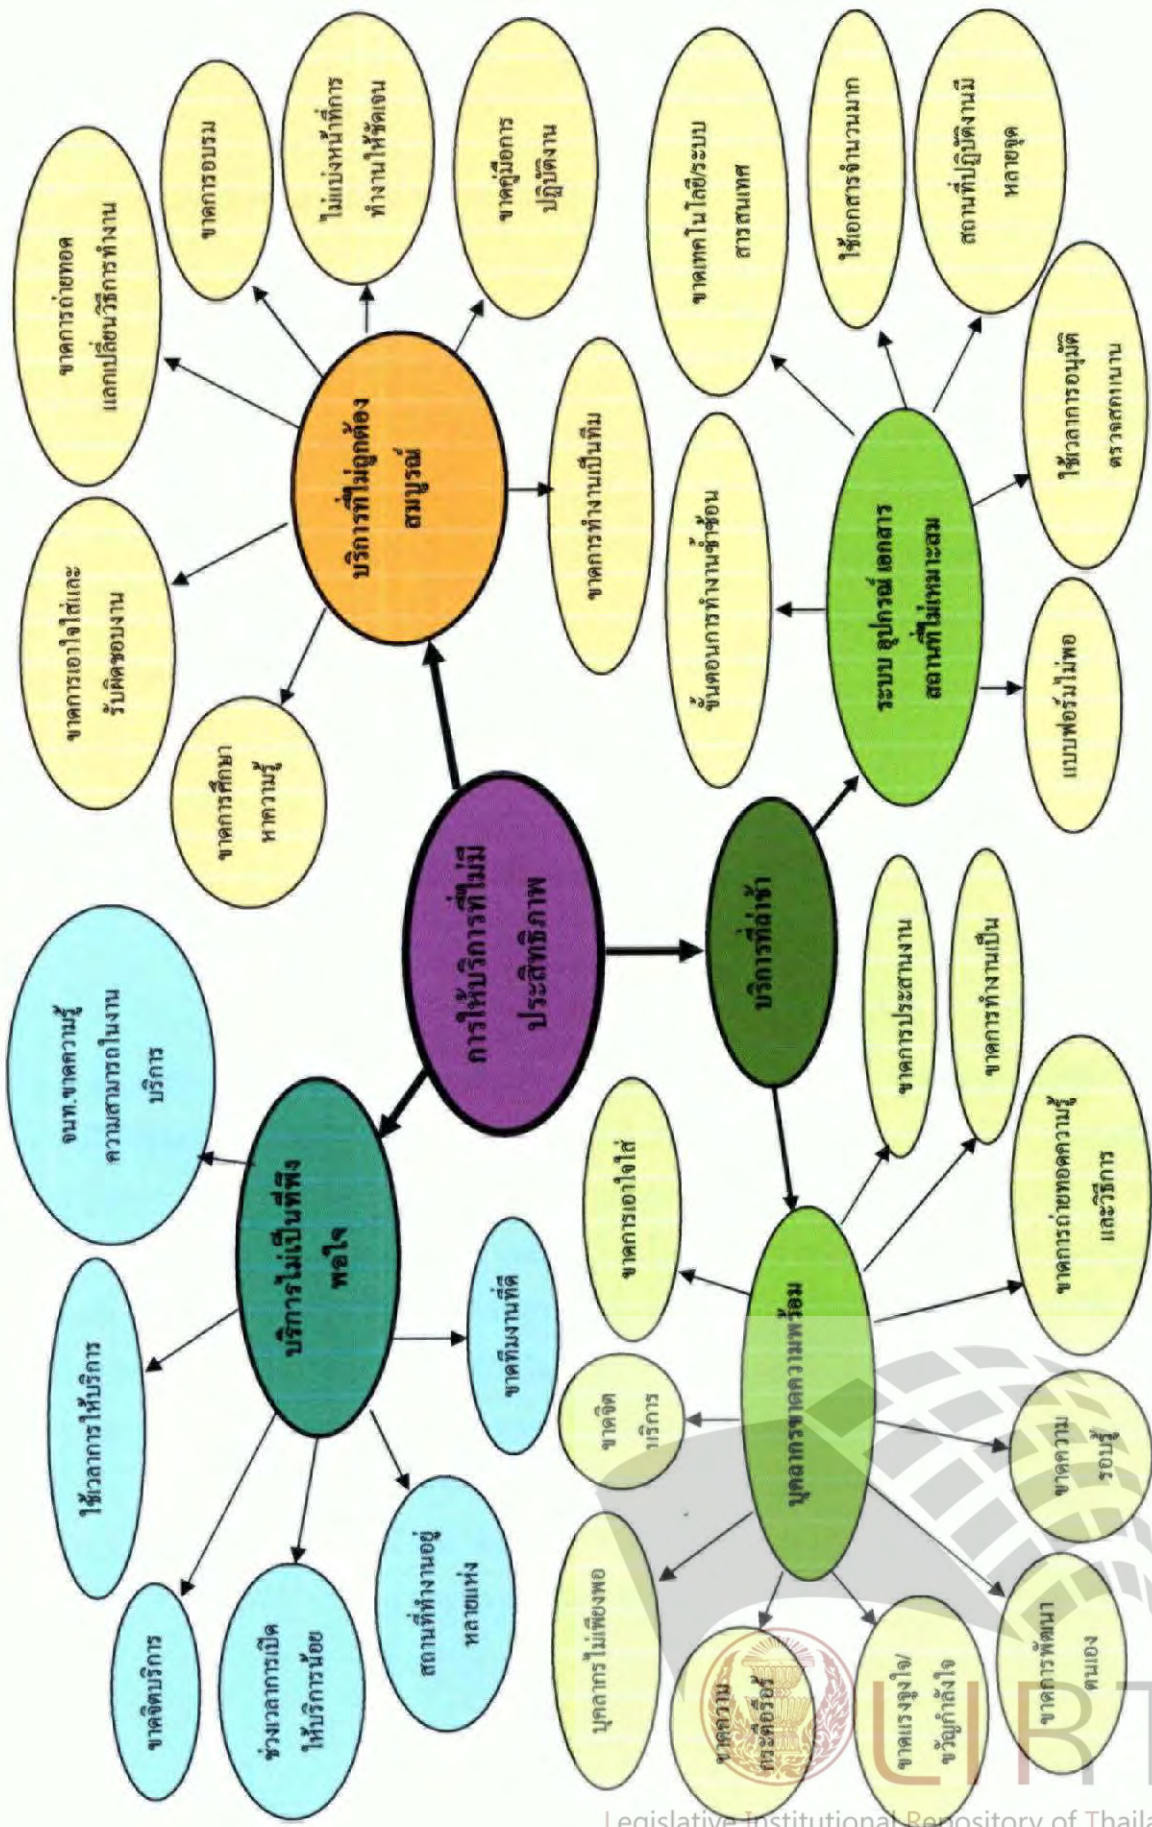 จนท.ขาดความรู้
ความสามารถในงาน
บริการ
ใช้เวลาการให้บริการ
ขาดจิตบริการ
ช่วงเวลาการเปิด
ให้บริการน้อย
สถานที่ทำงานอยู่
หลายแห่ง
ขาดทีมงานที่ดี
บริการไม่เป็นที่พึง
พอใจ
การให้บริการที่ไม่มี
ประสิทธิภาพ
ขาดการศึกษา
หาความรู้
ขาดการเอาใจใส่และ
รับผิดชอบงาน
ขาดการถ่ายทอด
แลกเปลี่ยนวิธีการทำงาน
ขาดการอบรม
ไม่แบ่งหน้าที่การ
ทำงานให้ชัดเจน
ขาดคู่มือการ
ปฏิบัติงาน
ขาดการทำงานเป็นทีม
บริการที่ไม่ถูกต้อง
สมบูรณ์
บริการที่ล่าช้า
บุคลากรขาดความพร้อม
ขาดการเอาใจใส่
ขาดจิต
บริการ
บุคลากรไม่เพียงพอ
ขาดความ
กระตือรือร้
ขาดแรงจูงใจ/
ขวัญกำลังใจ
ขาดการพัฒนา
ตนเอง
ขาดความ
รอบรู้
ขาดการถ่ายทอดความรู้
และวิธีการ
ขาดการทำงานเป็น
ขาดการประสานงาน
ระบบ อุปกรณ์ เอกสาร
สถานที่ไม่เหมาะสม
ขั้นตอนการทำงานซ้ำซ้อน
ขาดเทคโนโลยี/ระบบ
สารสนเทศ
ใช้เอกสารจำนวนมาก
สถานที่ปฏิบัติงานมี
หลายจุด
ใช้เวลาการอนุมัติ
แบบฟอร์มไม่พอ
LIRT
Legislative Institutional Repository of Thaila